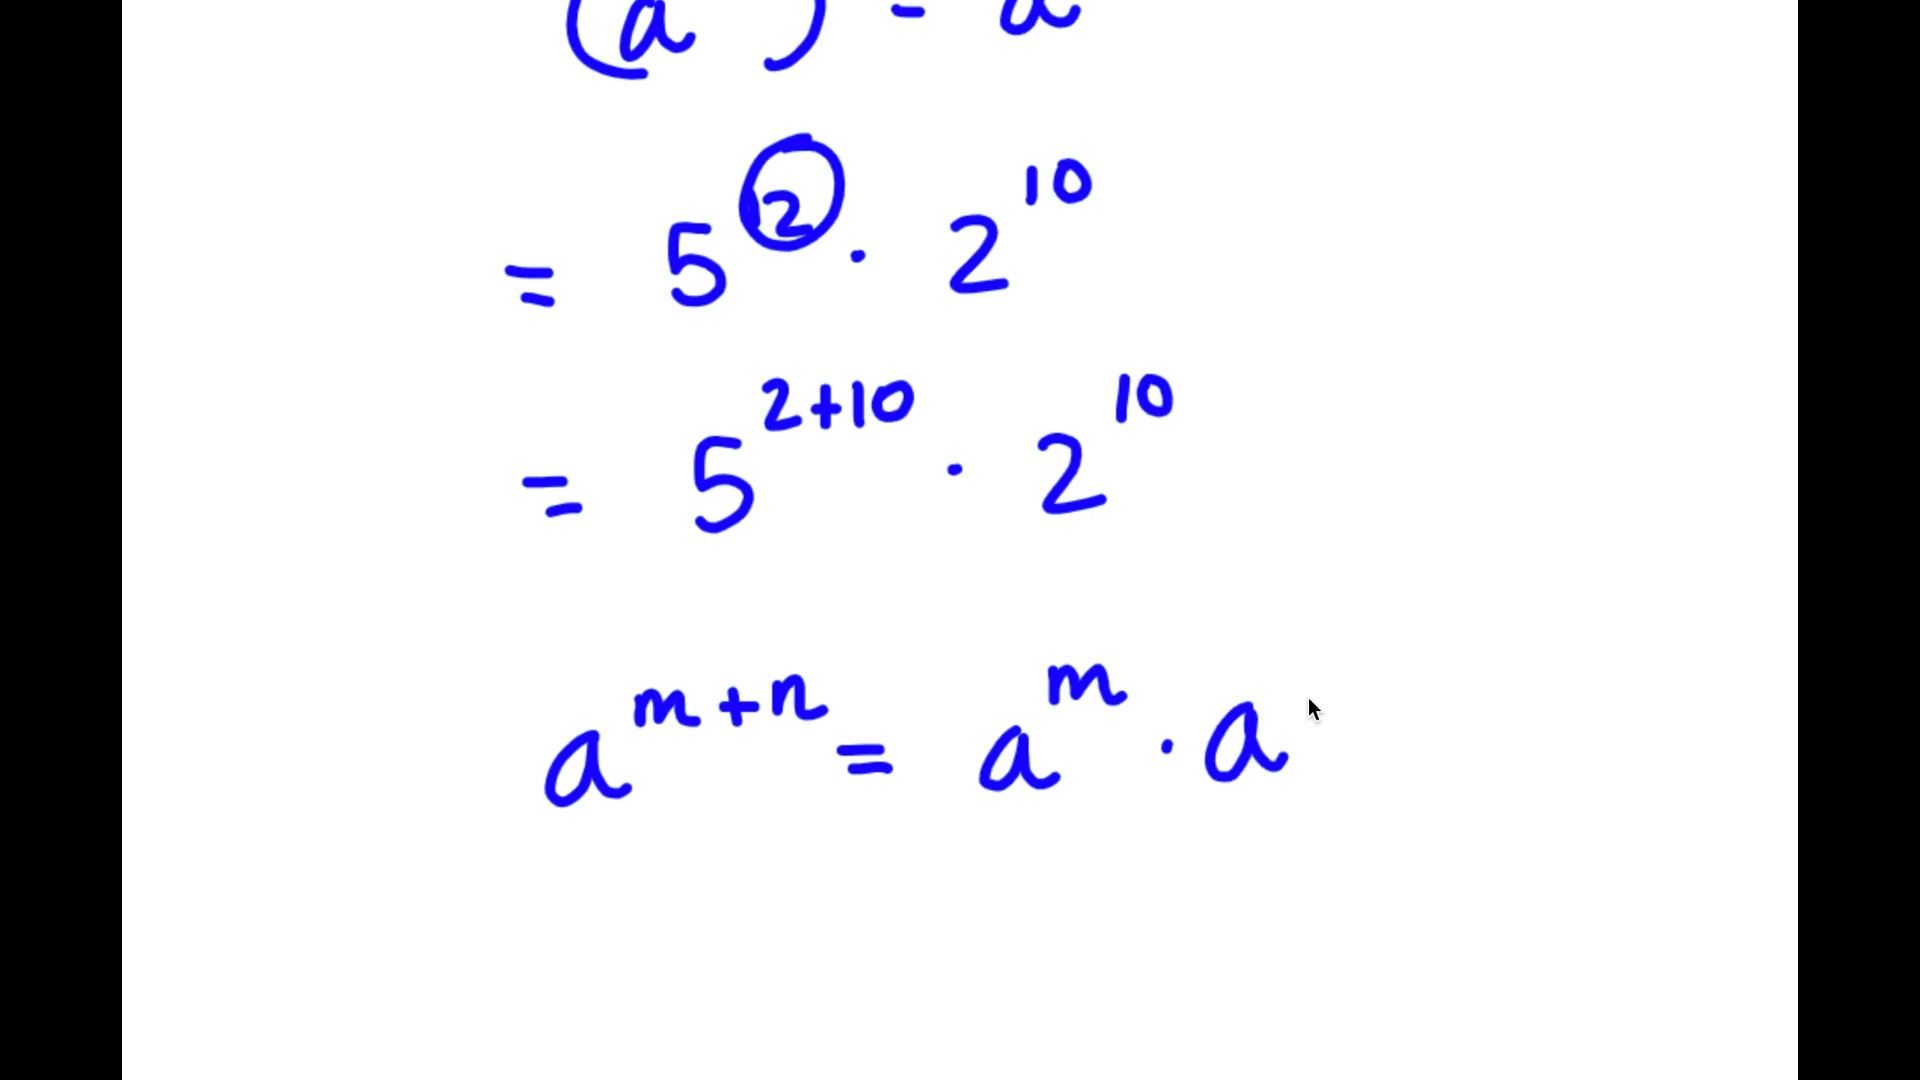 (a ) = a
= 5^2 · 2^10
= 5^2+10 · 2^10
a^m+n = a^m · a